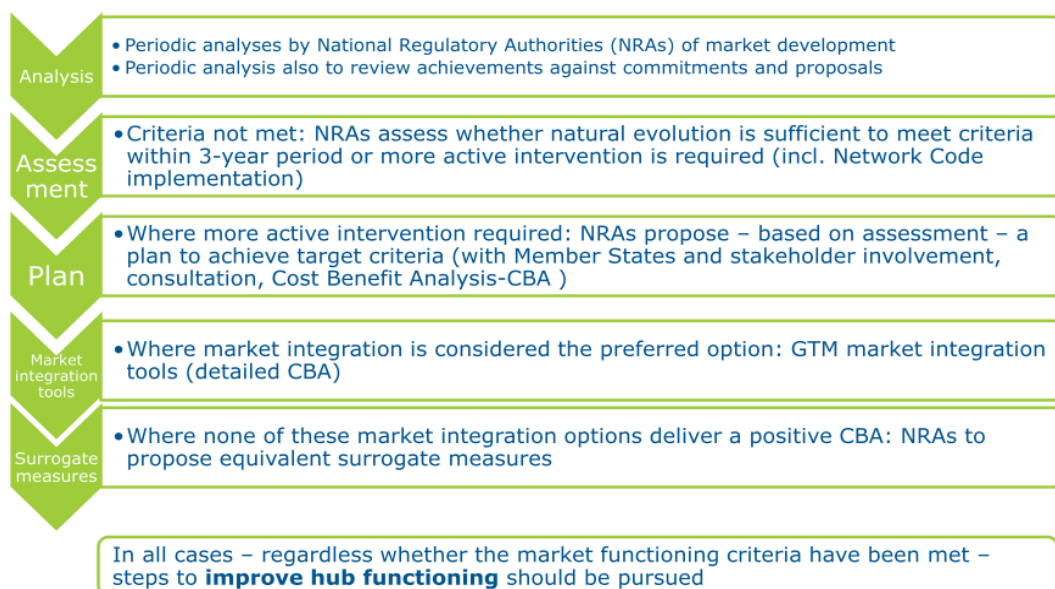 Analysis
• Periodic analyses by National Regulatory Authorities (NRAs) of market development
• Periodic analysis also to review achievements against commitments and proposals
Assess
ment
• Criteria not met: NRAs assess whether natural evolution is sufficient to meet criteria
within 3-year period or more active intervention is required (incl. Network Code
implementation)
Plan
• Where more active intervention required: NRAs propose – based on assessment – a
plan to achieve target criteria (with Member States and stakeholder involvement,
consultation, Cost Benefit Analysis-CBA )
Market
integration
tools
• Where market integration is considered the preferred option: GTM market integration
tools (detailed CBA)
Surrogate
measures
• Where none of these market integration options deliver a positive CBA: NRAs to
propose equivalent surrogate measures
In all cases – regardless whether the market functioning criteria have been met –
steps to improve hub functioning should be pursued